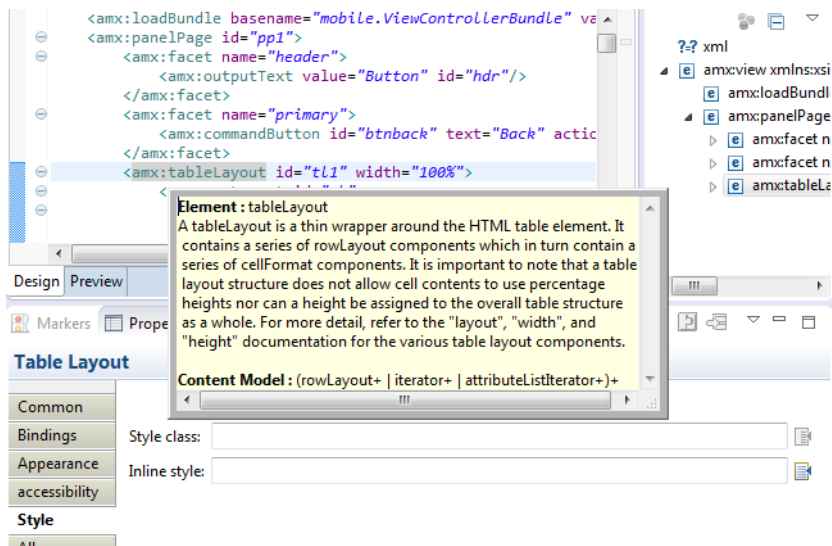 <amx:loadBundle basename="mobile.ViewControllerBundle" va
<amx:panelPage id="pp1">
<amx:facet name="header">
<amx:outputText value="Button" id="hdr"/>
</amx:facet>
<amx:facet name="primary">
<amx:commandButton id="btnback" text="Back" actio
</amx:facet>
<amx:tableLayout id="tl1" width="100%">
Element : tableLayout
A tableLayout is a thin wrapper around the HTML table element. It
contains a series of rowLayout components which in turn contain a
series of cellFormat components. It is important to note that a table
layout structure does not allow cell contents to use percentage
heights nor can a height be assigned to the overall table structure
as a whole. For more detail, refer to the "layout", "width", and
"height" documentation for the various table layout components.
Content Model : (rowLayout+ | iterator+ | attributeListIterator+)+
?=? xml
e amx:view xmlns:xsi
e amx:loadBundl
e amx:panelPage
e amx:facet n
e amx:facet n
e amx:tableLa
Design Preview
Markers Prope
Table Layout
Common
Bindings
Appearance
accessibility
Style
Style class:
Inline style: